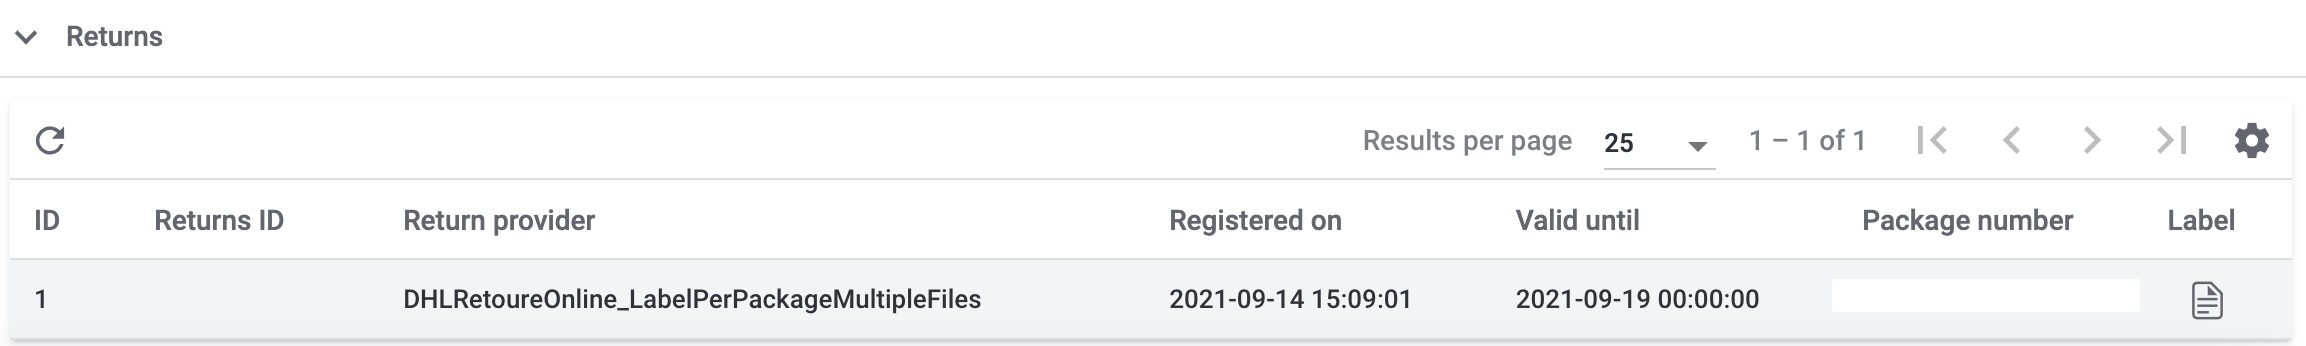 Returns
Results per page 25 1 – 1 of 1
ID Returns ID Return provider Registered on Valid until Package number Label
1 DHLRetoureOnline_LabelPerPackageMultipleFiles 2021-09-14 15:09:01 2021-09-19 00:00:00